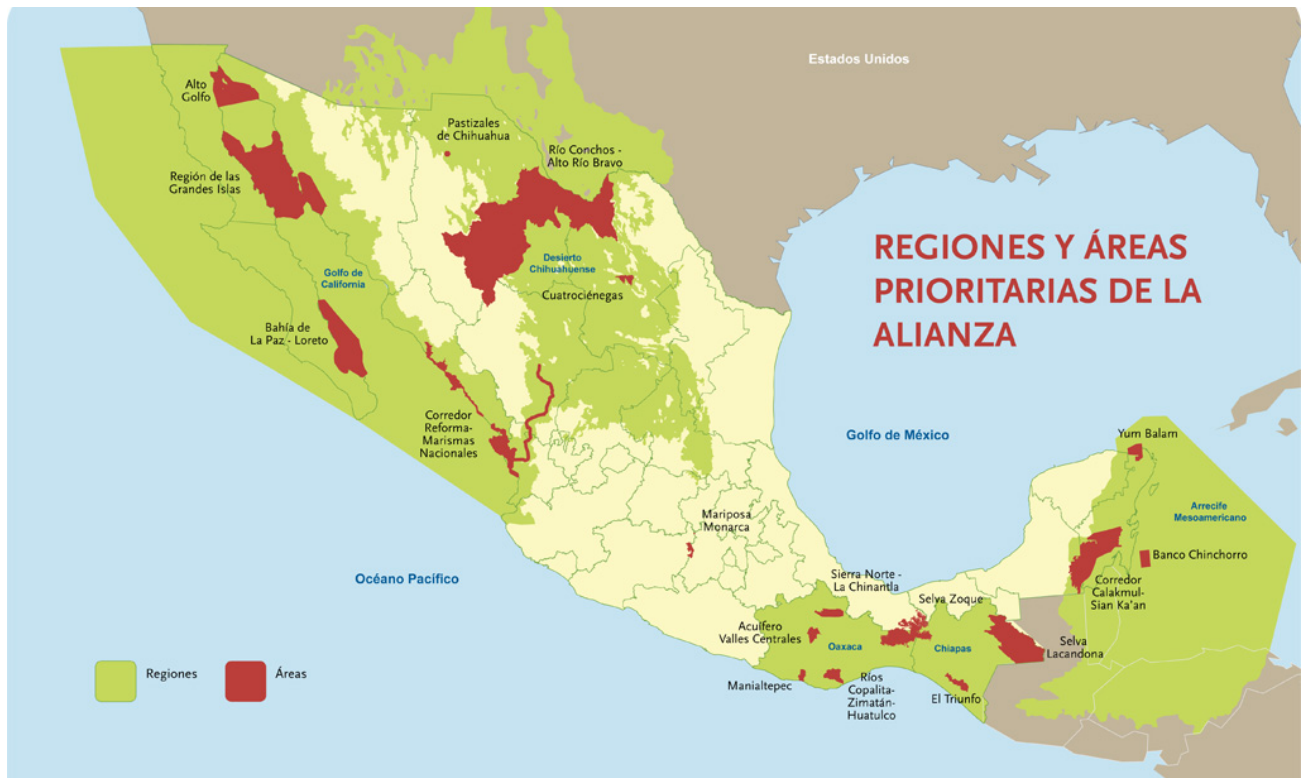 Estados Unidos
Alto
Golfo
Pastizales
de Chihuahua
Río Conchos -
Alto Río Bravo
Región de las
Grandes Islas
REGIONES Y ÁREAS
PRIORITARIAS DE LA
ALIANZA
Golfo de
California
Desierto
Chihuahuense
Cuatrociénegas
Bahía de
La Paz - Loreto
Corredor
Reforma-
Marismas
Nacionales
Golfo de México
Yum Balam
Arrecife
Mesoamericano
Mariposa
Monarca
Banco Chinchorro
Océano Pacífico
Sierra Norte -
La Chinantla
Corredor
Calakmul-
Sian Ka'an
Selva Zoque
Acuífero
Valles Centrales
Oaxaca
Chiapas
Selva
Lacandona
Regiones
Áreas
Manialtepec
Ríos
Copalita-
Zimatán-
Huatulco
El Triunfo